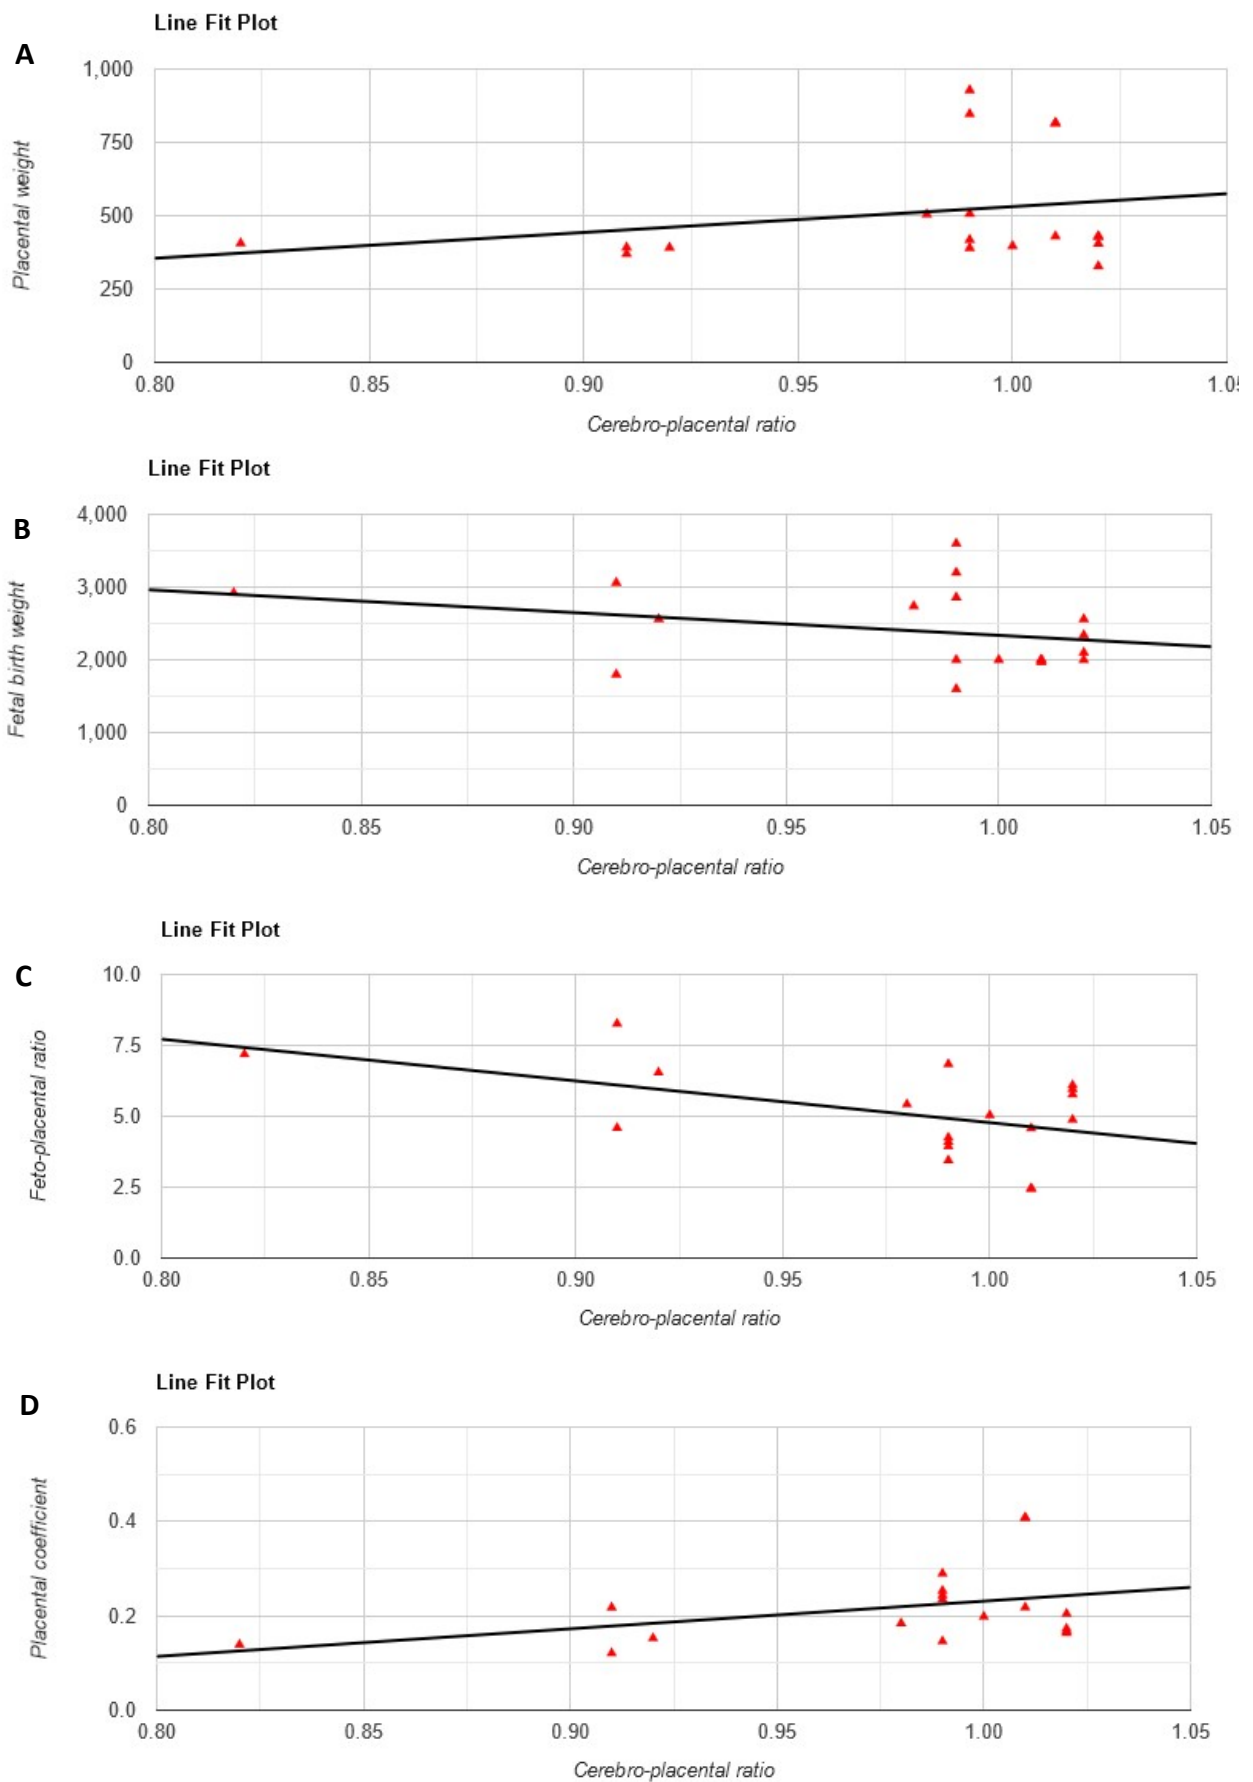 Line Fit Plot
A
1,000
750
500
250
0
Placental weight
0.80 0.85 0.90 0.95 1.00 1.05
Cerebro-placental ratio
Line Fit Plot
B
4,000
3,000
2,000
1,000
0
Fetal birth weight
0.80 0.85 0.90 0.95 1.00 1.05
Cerebro-placental ratio
Line Fit Plot
C
10.0
7.5
5.0
2.5
0.0
Feto-placental ratio
0.80 0.85 0.90 0.95 1.00 1.05
Cerebro-placental ratio
Line Fit Plot
D
0.6
0.4
0.2
0.0
Placental coefficient
0.80 0.85 0.90 0.95 1.00 1.05
Cerebro-placental ratio